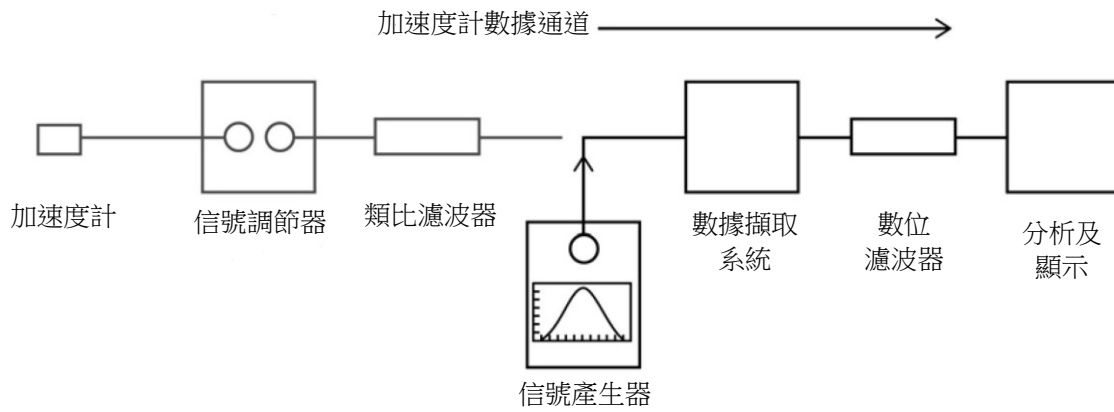 加速度計數據通道
加速度計
信號調節器
類比濾波器
數據擷取
系統
數位
濾波器
分析及
顯示
信號產生器